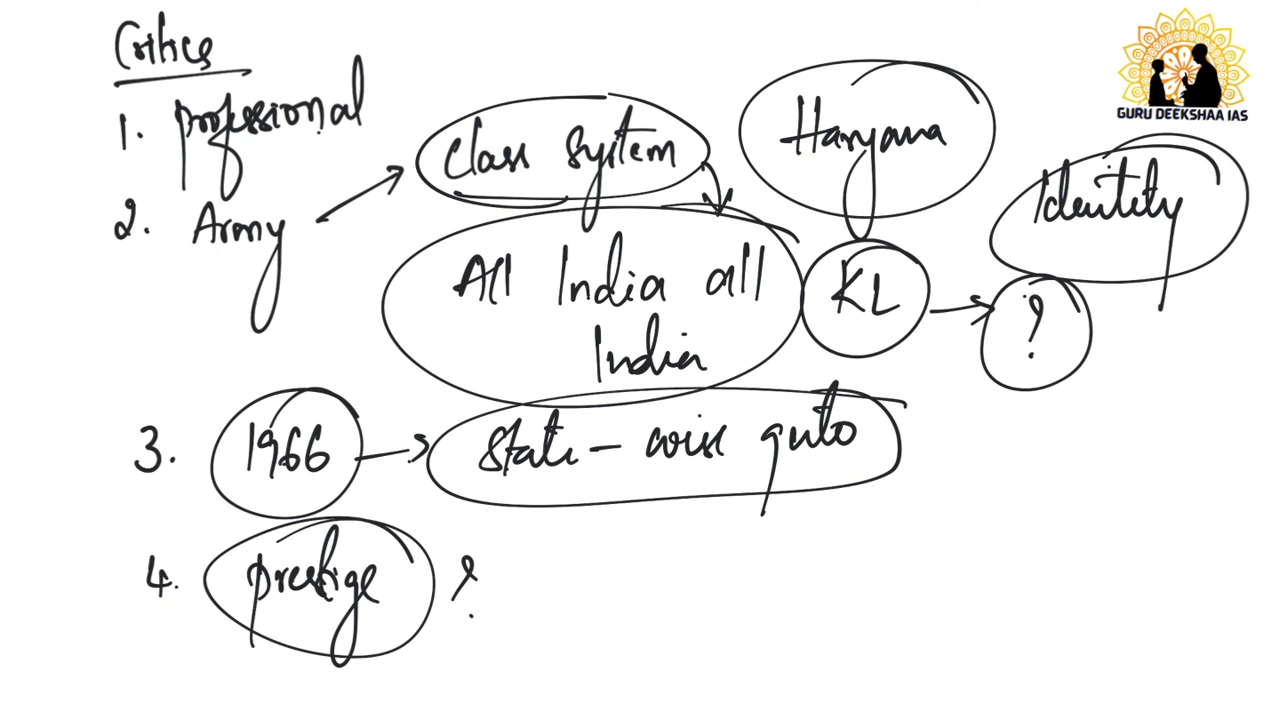 Critics
1. professional
2. Army
class system
Haryana
Identity
All India all
India
KL
?
3. 1966
state - wise quto
4. prestige ?
GURU DEEKSHAA IAS